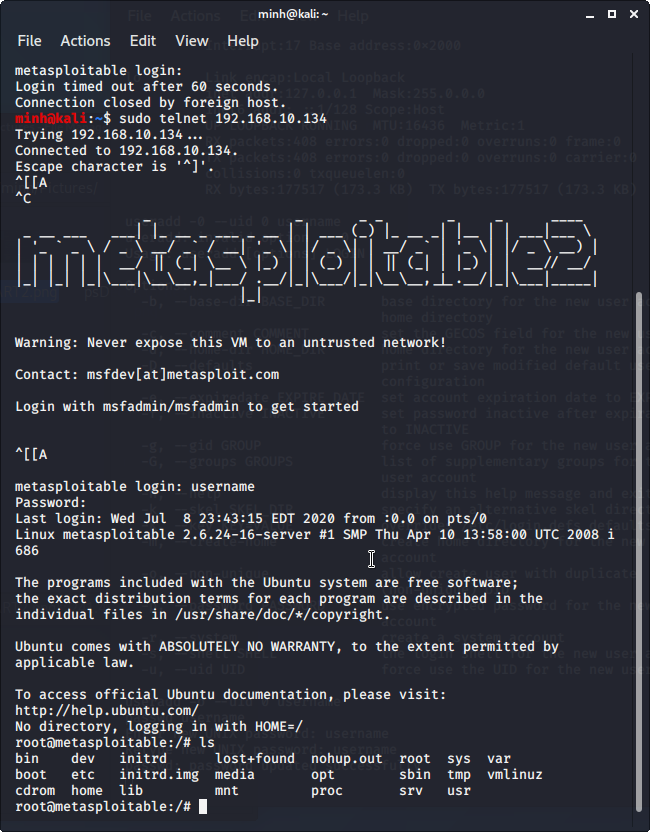 minh@kali: ~
File Actions Edit View Help
metasploitable login:
Login timed out after 60 seconds.
Connection closed by foreign host.
minh@kali:~$ sudo telnet 192.168.10.134
Trying 192.168.10.134...
Connected to 192.168.10.134.
Escape character is '^]'.
^[[A
^C
metasploitable2
Warning: Never expose this VM to an untrusted network!
Contact: msfdev[at]metasploit.com
Login with msfadmin/msfadmin to get started
^[[A
metasploitable login: username
Password:
Last login: Wed Jul  8 23:43:15 EDT 2020 from :0.0 on pts/0
Linux metasploitable 2.6.24-16-server #1 SMP Thu Apr 10 13:58:00 UTC 2008 i
686
The programs included with the Ubuntu system are free software;
the exact distribution terms for each program are described in the
individual files in /usr/share/doc/*/copyright.
Ubuntu comes with ABSOLUTELY NO WARRANTY, to the extent permitted by
applicable law.
To access official Ubuntu documentation, please visit:
http://help.ubuntu.com/
No directory, logging in with HOME=/
root@metasploitable:/# ls
bin dev initrd lost+found nohup.out root sys var
boot etc initrd.img media opt sbin tmp vmlinuz
cdrom home lib mnt proc srv usr
root@metasploitable:/#